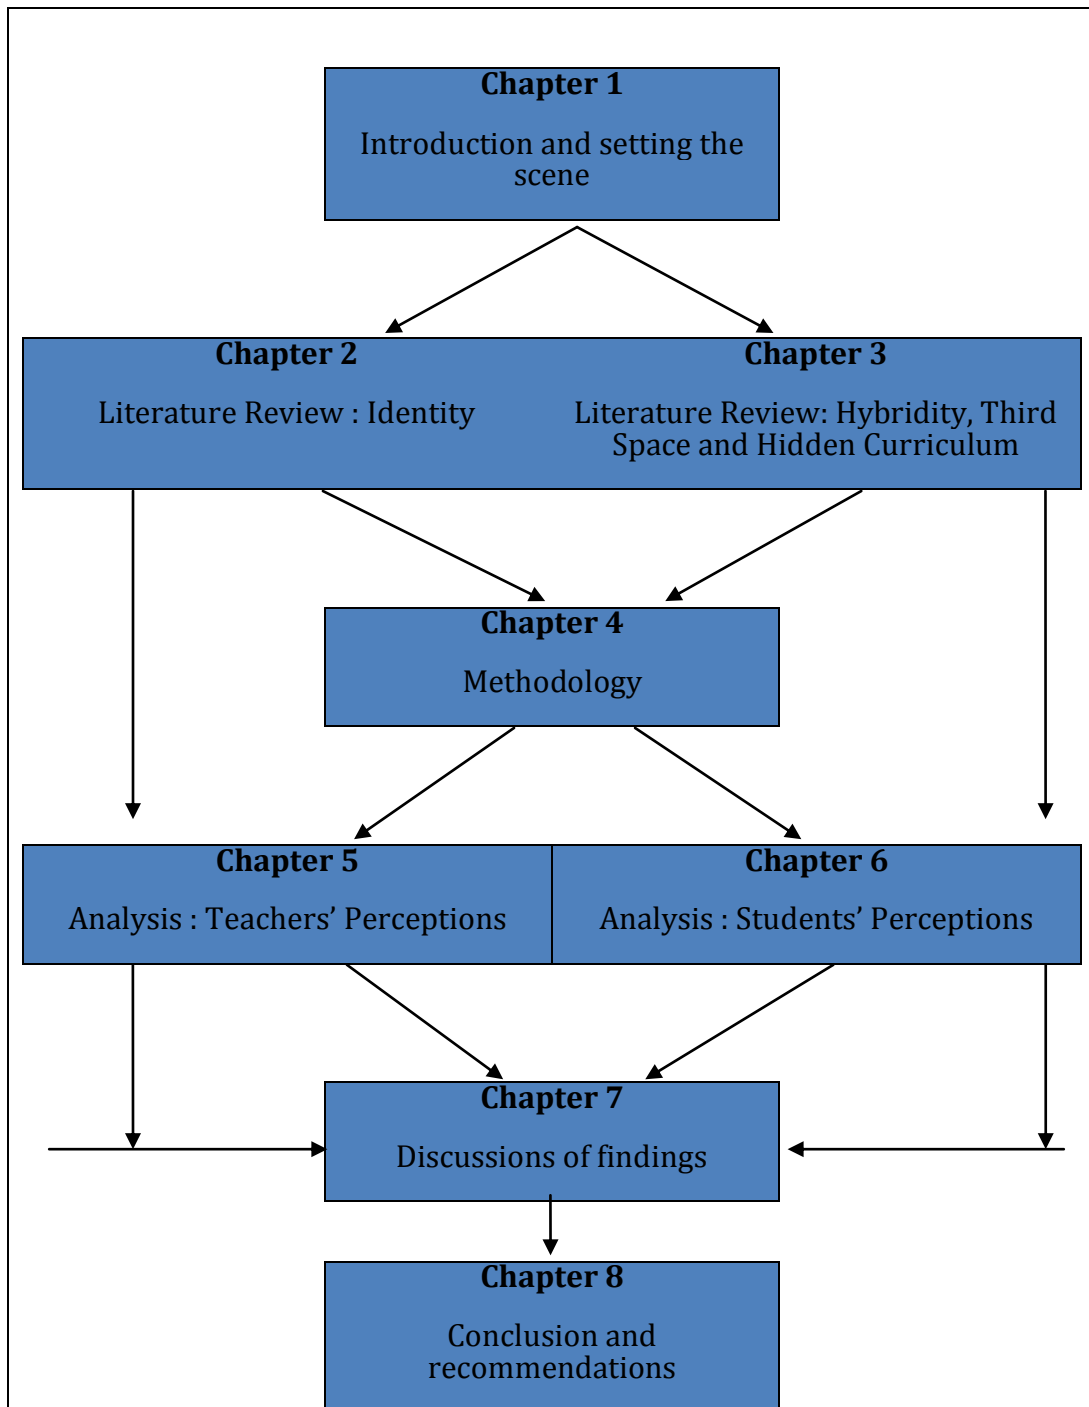 Chapter 1
Introduction and setting the
scene
Chapter 2
Literature Review : Identity
Chapter 3
Literature Review: Hybridity, Third
Space and Hidden Curriculum
Chapter 4
Methodology
Chapter 5
Analysis : Teachers’ Perceptions
Chapter 6
Analysis : Students’ Perceptions
Chapter 7
Discussions of findings
Chapter 8
Conclusion and
recommendations